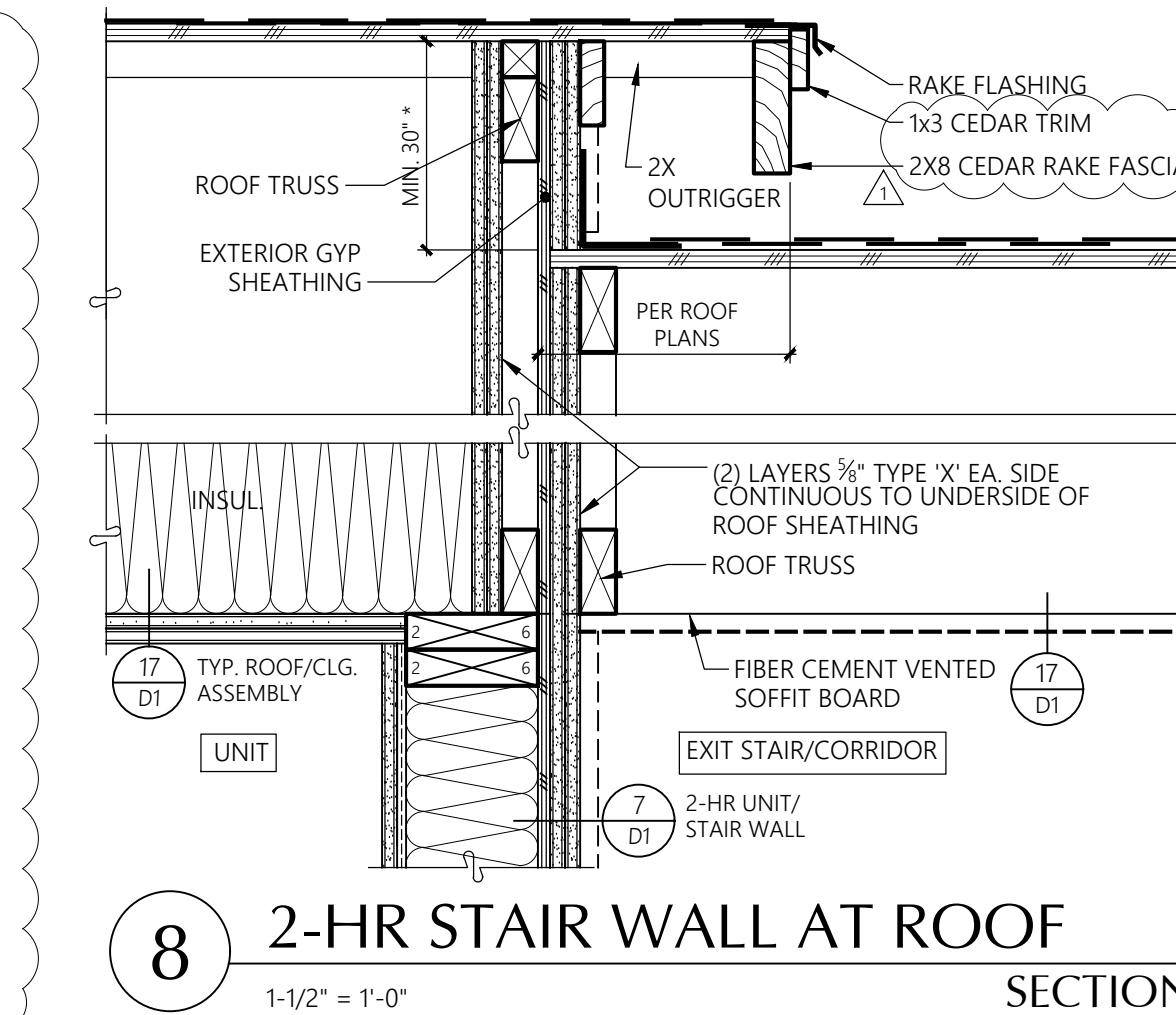 RAKE FLASHING
1x3 CEDAR TRIM
2X8 CEDAR RAKE FASCIA
1
MIN. 30" *
ROOF TRUSS
2X
OUTRIGGER
EXTERIOR GYP
SHEATHING
PER ROOF
PLANS
INSUL.
(2) LAYERS ⅝" TYPE 'X' EA. SIDE
CONTINUOUS TO UNDERSIDE OF
ROOF SHEATHING
ROOF TRUSS
2 6
2 6
17
D1
TYP. ROOF/CLG.
ASSEMBLY
FIBER CEMENT VENTED
SOFFIT BOARD
17
D1
UNIT
EXIT STAIR/CORRIDOR
7
D1
2-HR UNIT/
STAIR WALL
8
2-HR STAIR WALL AT ROOF
1-1/2" = 1'-0"
SECTION